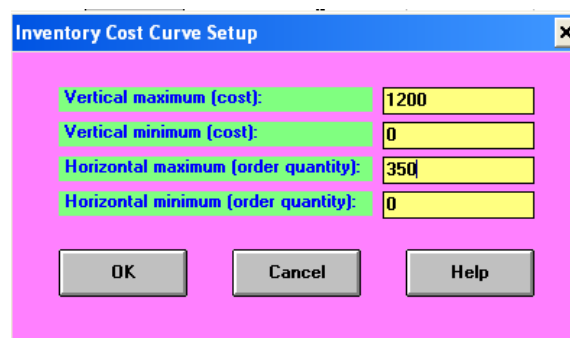 Inventory Cost Curve Setup
Vertical maximum (cost): 1200
Vertical minimum (cost): 0
Horizontal maximum (order quantity): 350
Horizontal minimum (order quantity): 0
OK Cancel Help